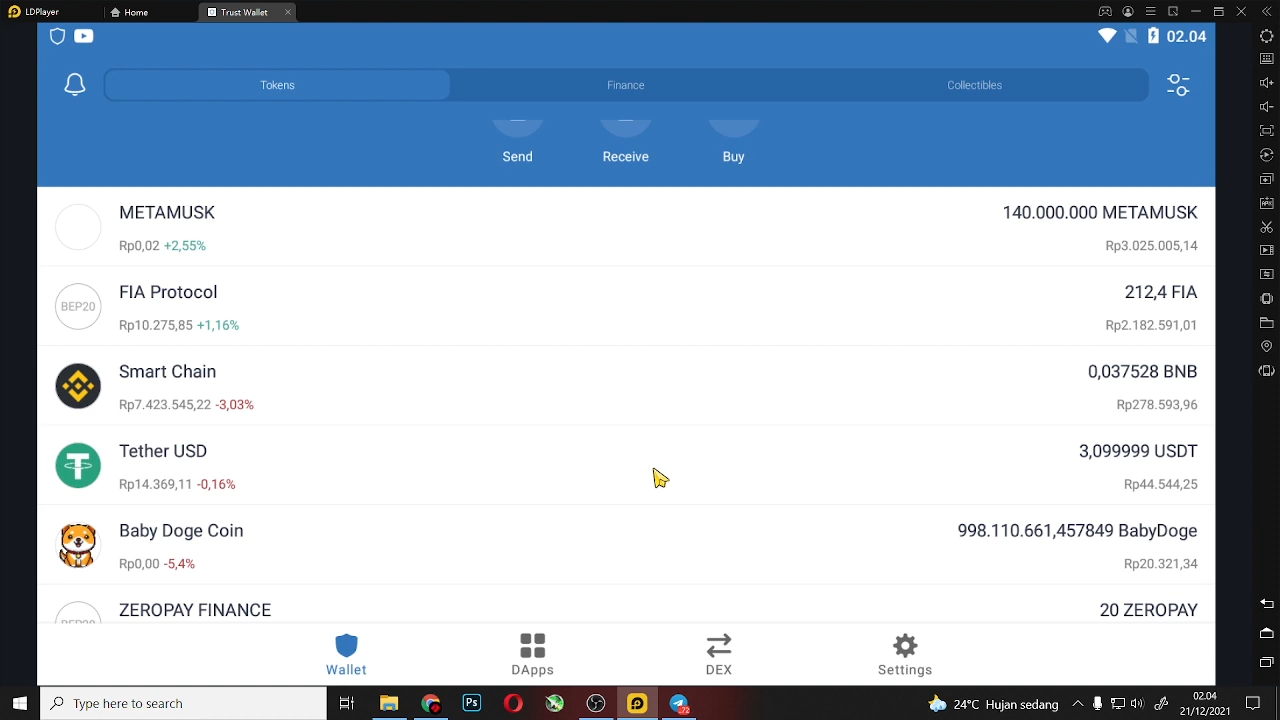 LDPlayer
Trust Wallet
02.04
Tokens
Finance
Collectibles
Send
Receive
Buy
METAMUSK
140.000.000 METAMUSK
Rp0,02 +2,55%
Rp3.025.005,14
BEP20
FIA Protocol
212,4 FIA
Rp10.275,85 +1,16%
Rp2.182.591,01
Smart Chain
0,037528 BNB
Rp7.423.545,22 -3,03%
Rp278.593,96
Tether USD
3,099999 USDT
Rp14.369,11 -0,16%
Rp44.544,25
Baby Doge Coin
998.110.661,457849 BabyDoge
Rp0,00 -5,4%
Rp20.321,34
BEP20
ZEROPAY FINANCE
20 ZEROPAY
Wallet
DApps
DEX
Settings
Type here to search
72
24°C Hujan sedang
02.04